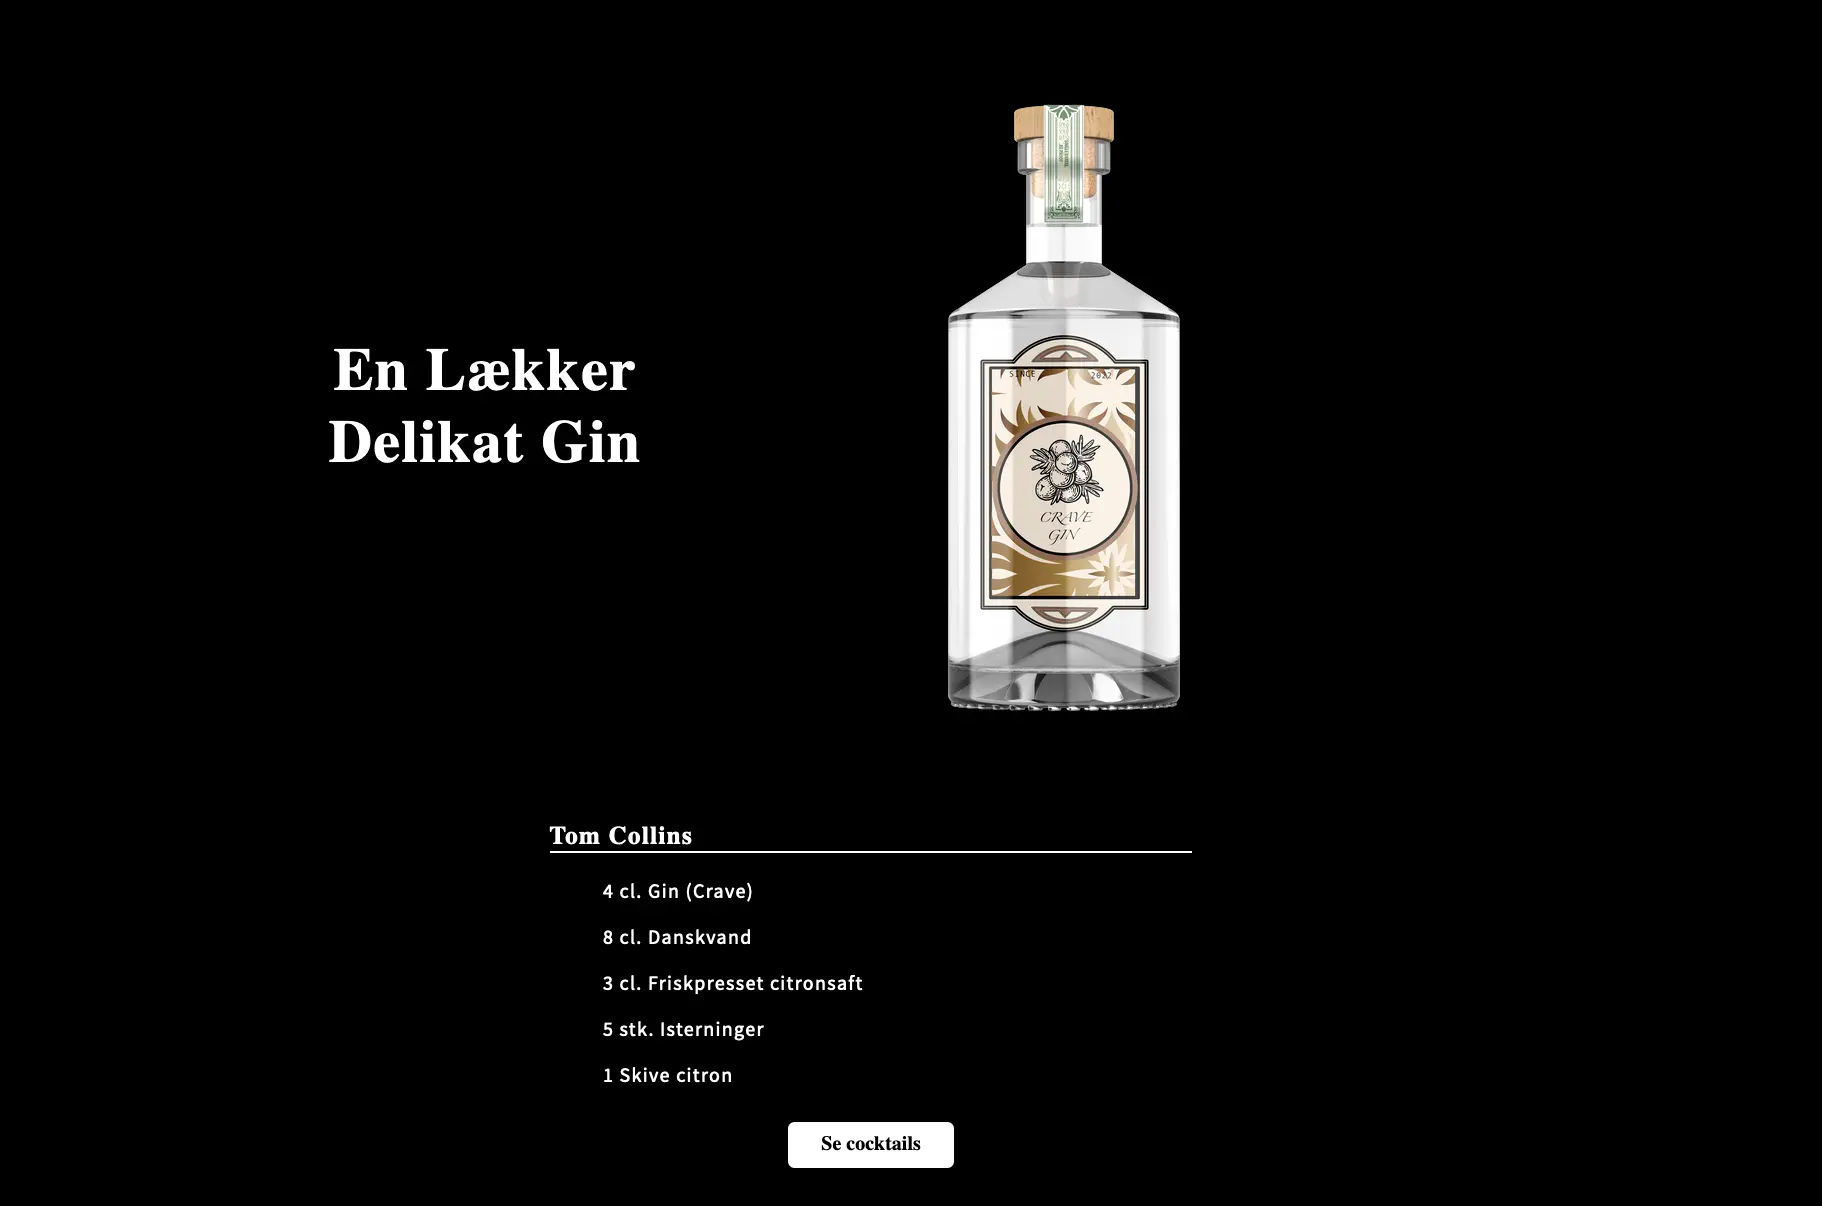 En Lækker
Delikat Gin
SINCE 2022
CRAVE
GIN
Tom Collins
4 cl. Gin (Crave)
8 cl. Danskvand
3 cl. Friskpresset citronsaft
5 stk. Isterninger
1 Skive citron
Se cocktails